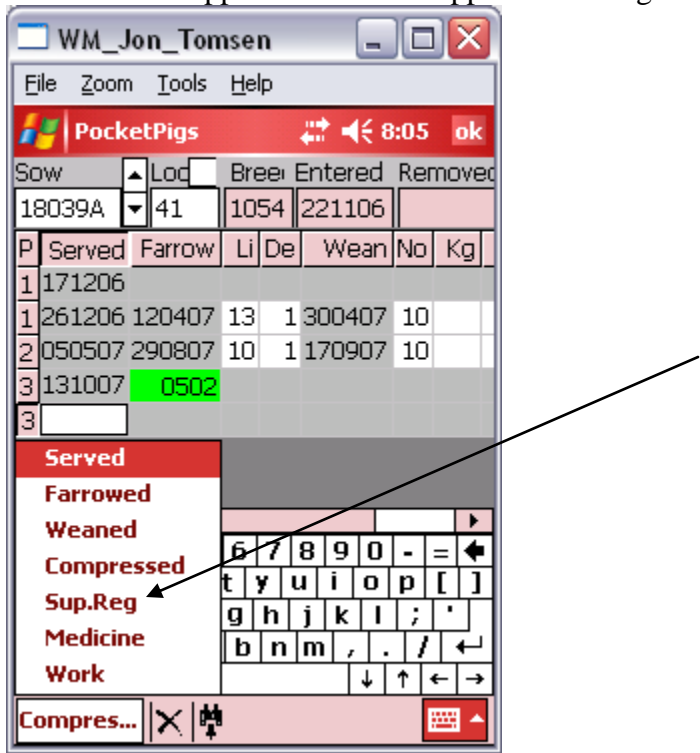 WM_Jon_Tomsen
File Zoom Tools Help
PocketPigs 8:05 ok
Sow Loc Bree Entered Removed
18039A 41 1054 221106
P Served Farrow Li De Wean No Kg
1 171206
1 261206 120407 13 1 300407 10
2 050507 290807 10 1 170907 10
3 131007 0502
3
Served
Farrowed
Weaned
Compressed
Sup.Reg
Medicine
Work
6 7 8 9 0 - =
t y u i o p [ ]
g h j k l ; '
b n m , . /
Compres...